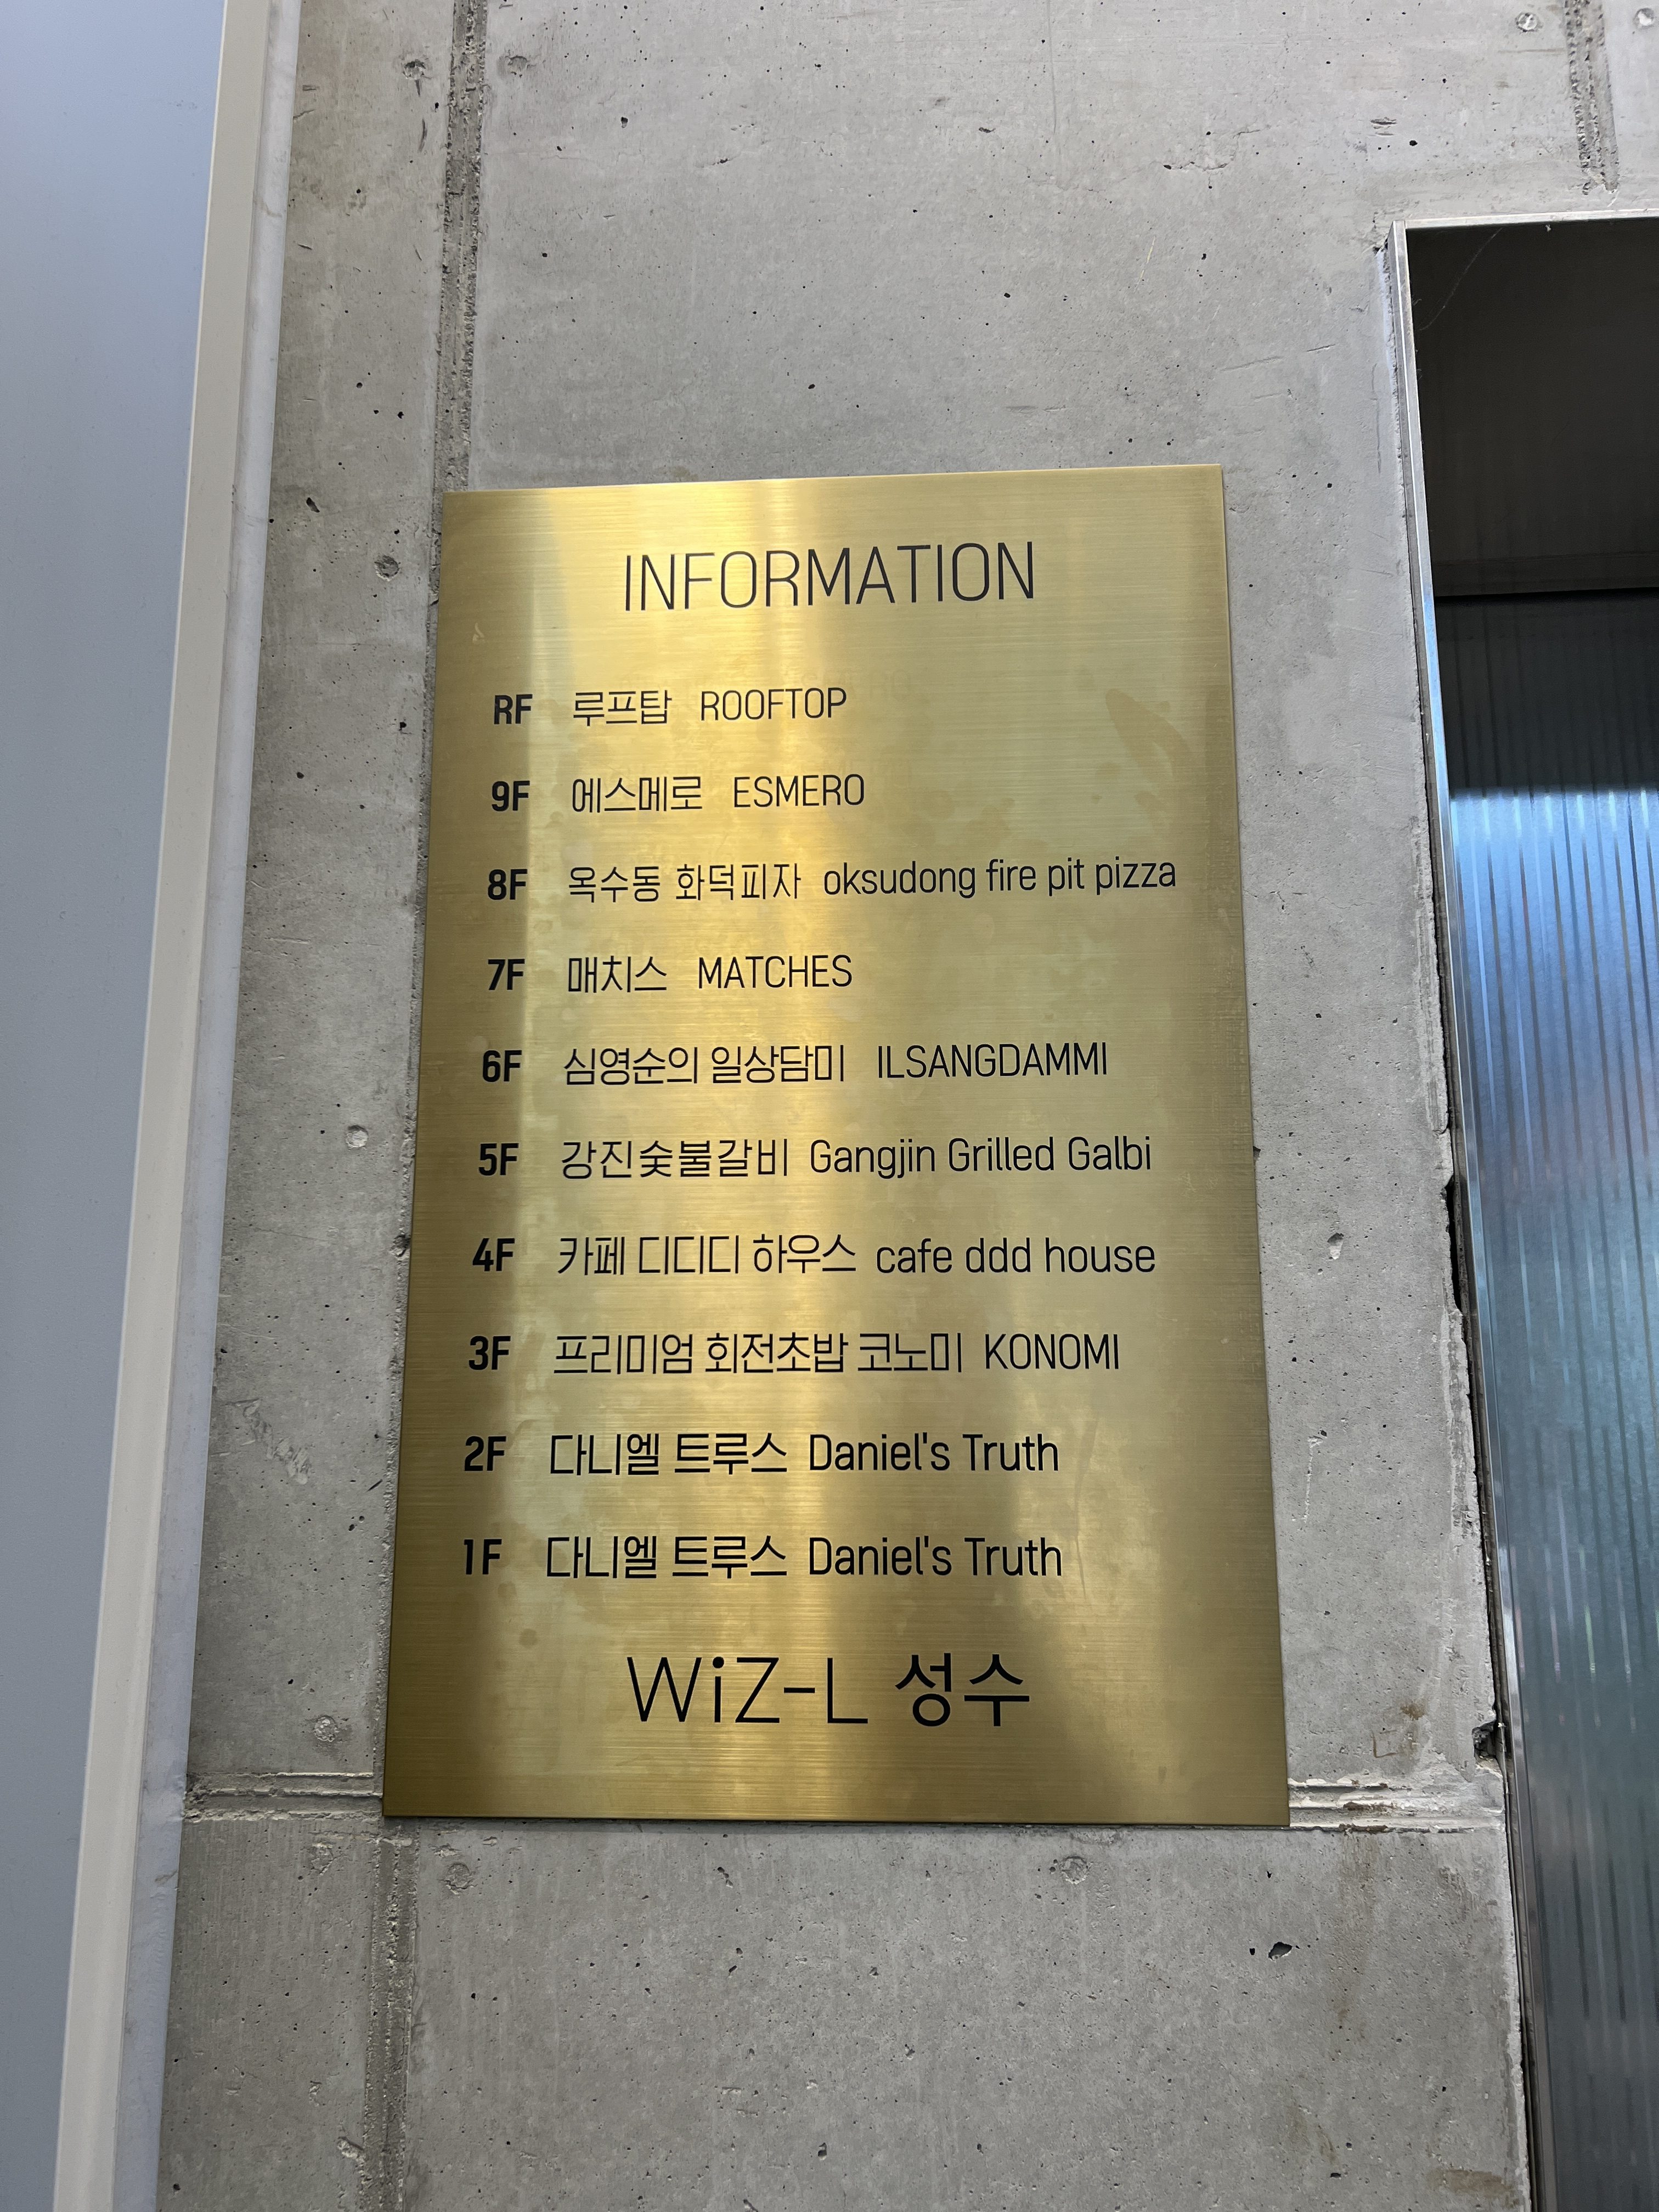 INFORMATION
RF 루프탑 ROOFTOP
9F 에스메로 ESMERO
8F 옥수동 화덕피자 oksudong fire pit pizza
7F 매치스 MATCHES
6F 심영순의 일상담미 ILSANGDAMMI
5F 강진숯불갈비 Gangjin Grilled Galbi
4F 카페 디디디 하우스 cafe ddd house
3F 프리미엄 회전초밥 코노미 KONOMI
2F 다니엘 트루스 Daniel's Truth
1F 다니엘 트루스 Daniel's Truth
WiZ-L 성수